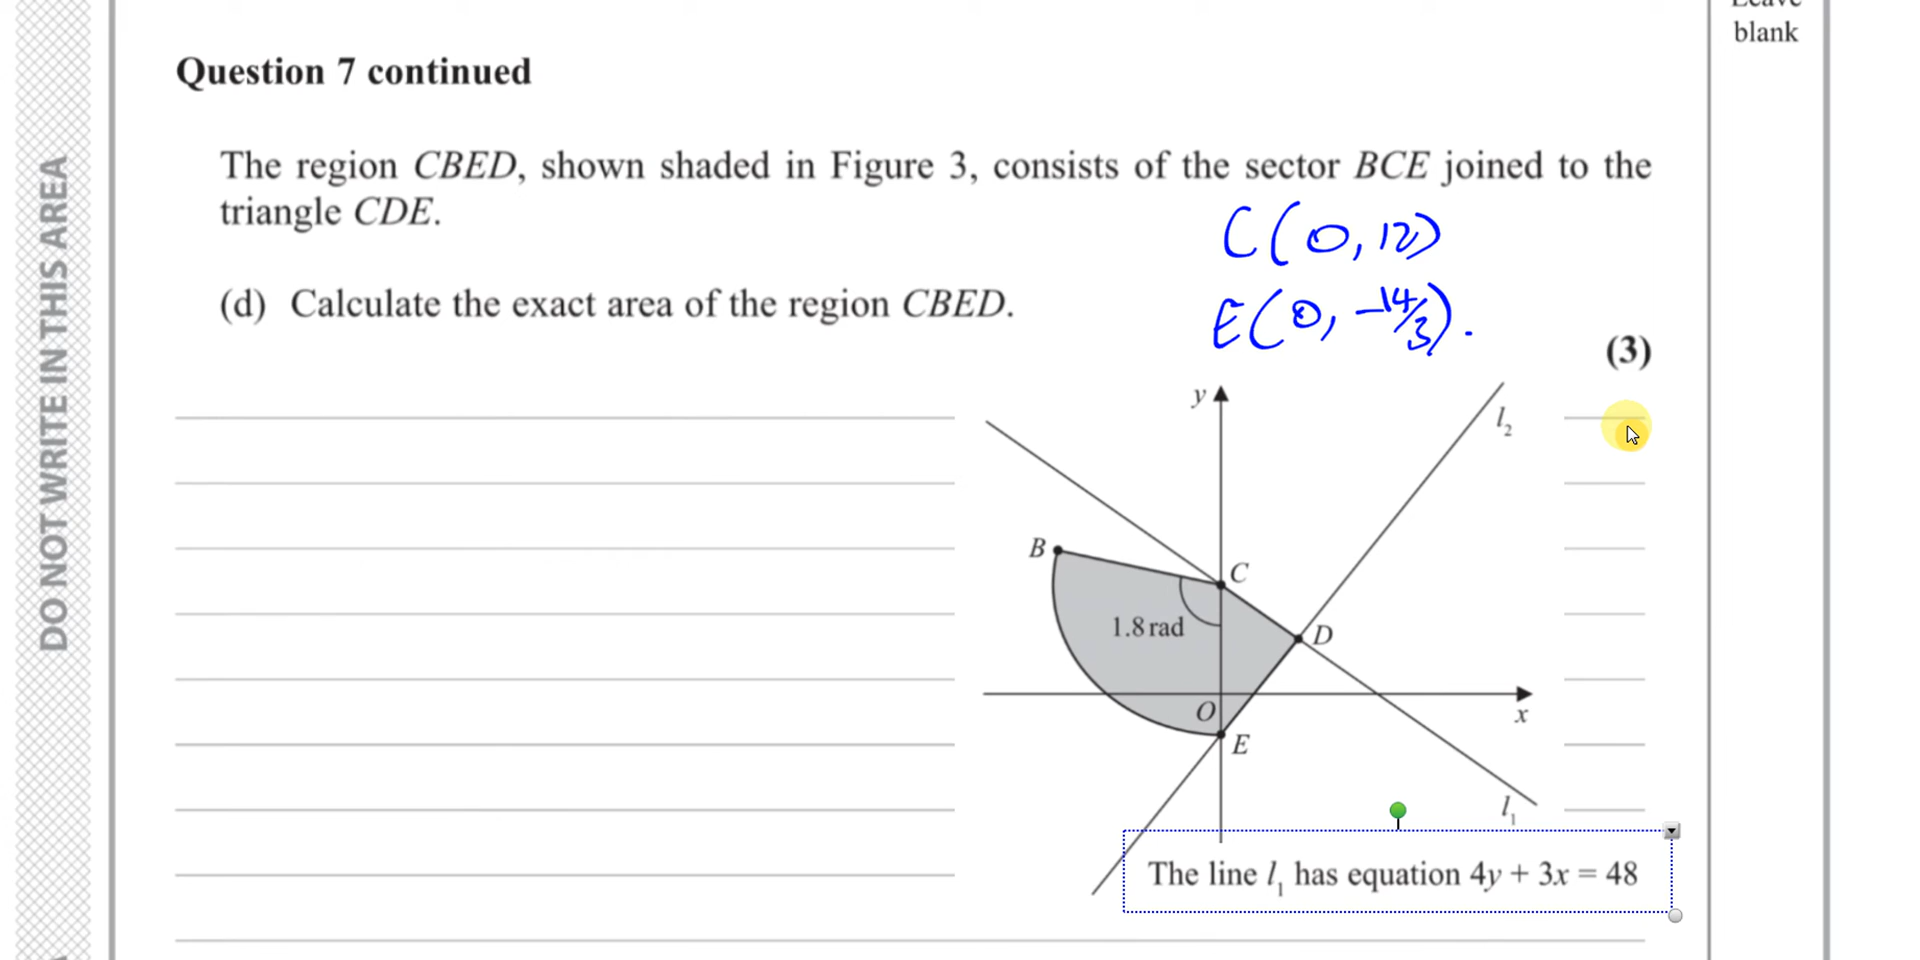 Leave
blank
DO NOT WRITE IN THIS AREA
Question 7 continued
The region CBED, shown shaded in Figure 3, consists of the sector BCE joined to the
triangle CDE.
C(0,12)
(d) Calculate the exact area of the region CBED.
E(0, -14/3).
(3)
y
l₂
B
C
1.8 rad
D
O
x
E
l₁
The line l₁ has equation 4y + 3x = 48